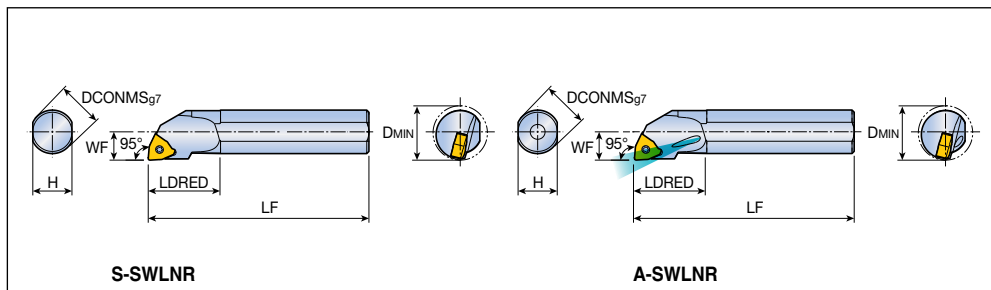 DCONMSg7
WF
95°
H
LDRED
LF
DMIN
S-SWLNR
DCONMSg7
WF
95°
H
LDRED
LF
DMIN
A-SWLNR